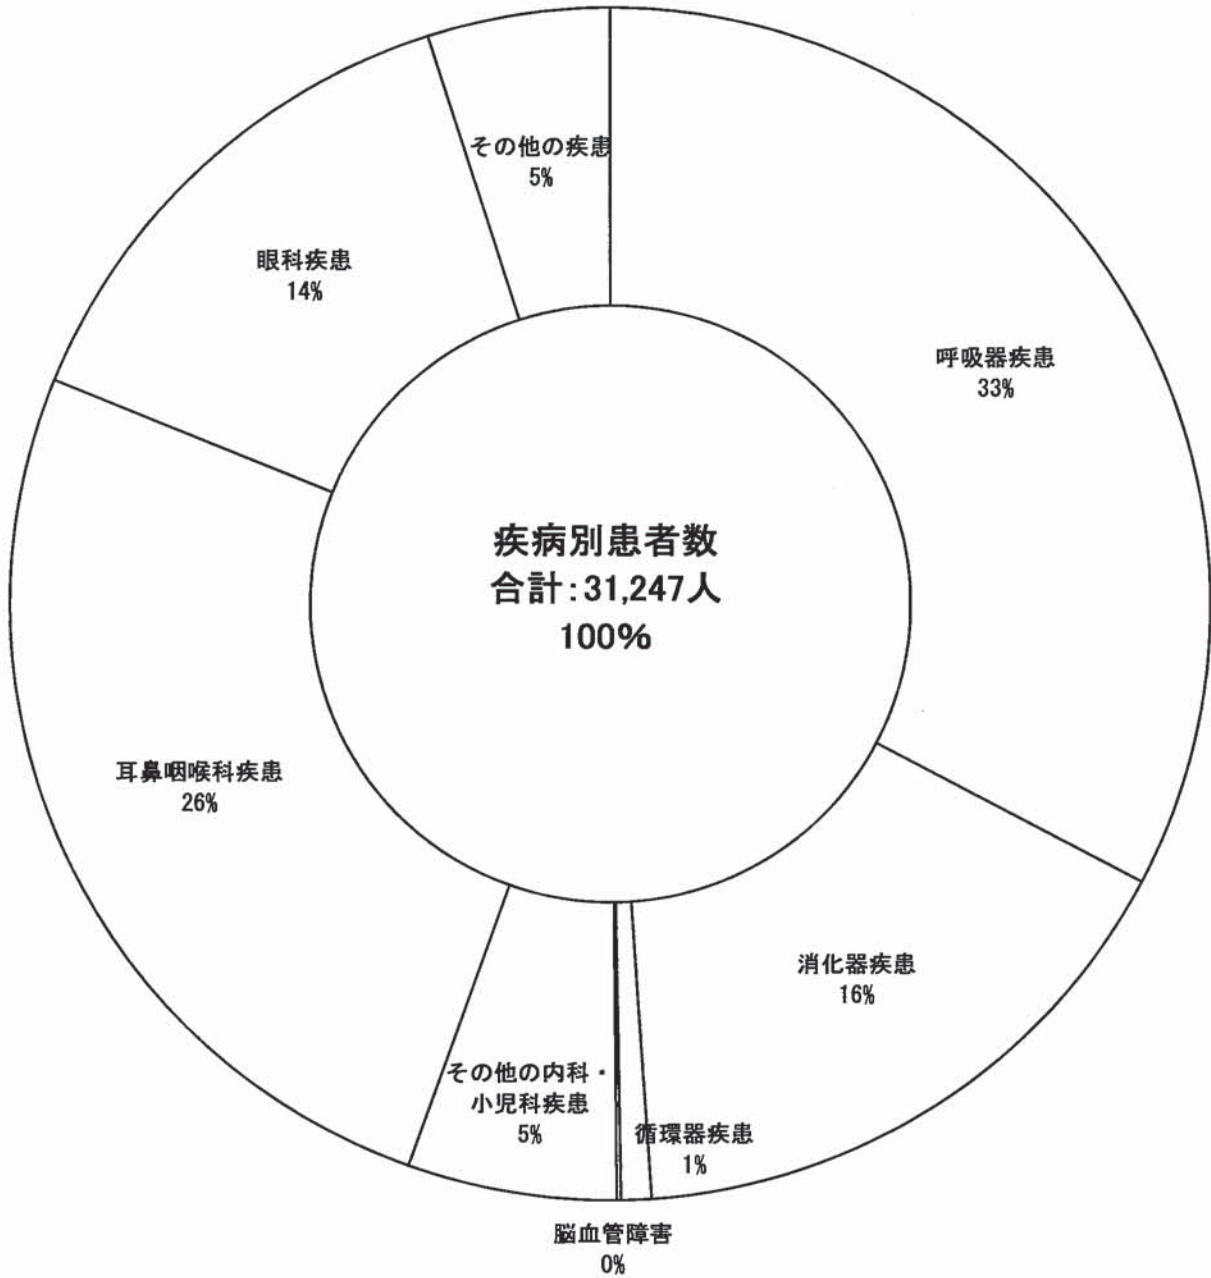 その他の疾患
5%
眼科疾患
14%
呼吸器疾患
33%
疾病別患者数
合計:31,247人
100%
耳鼻咽喉科疾患
26%
消化器疾患
16%
その他の内科・
小児科疾患
5%
循環器疾患
1%
脳血管障害
0%